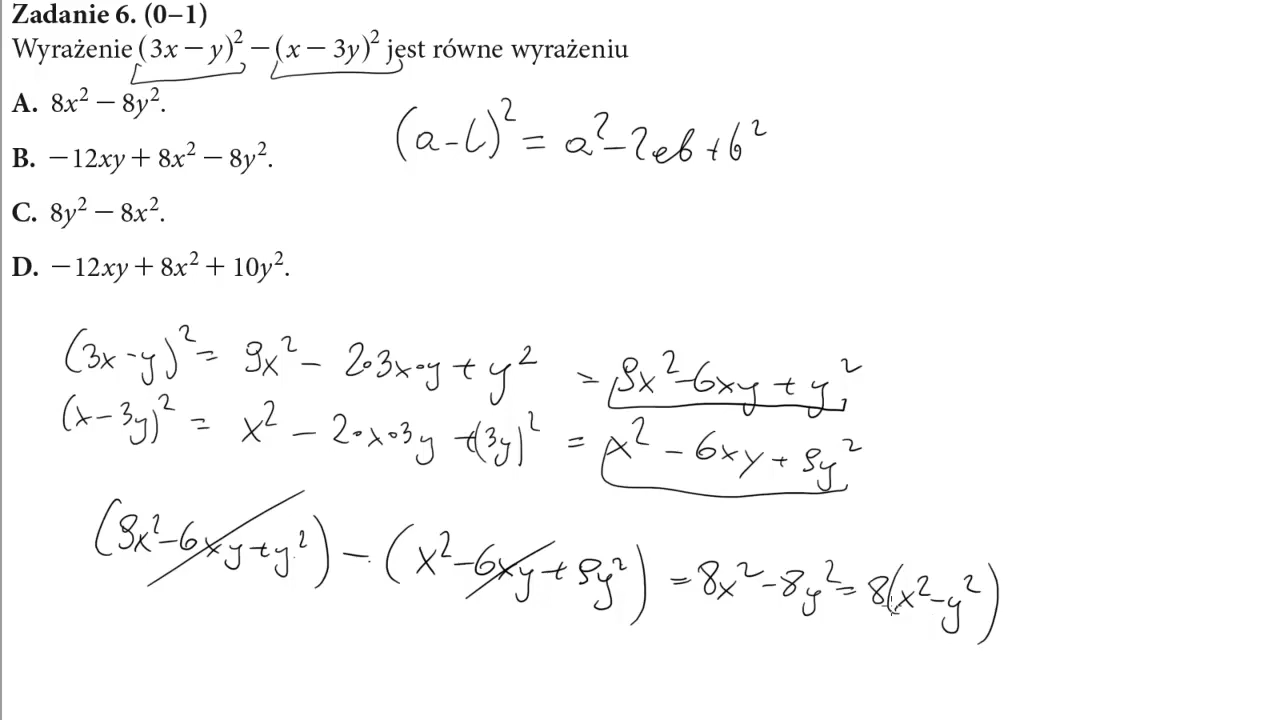 Zadanie 6. (0–1)
Wyrażenie (3x − y)² − (x − 3y)² jest równe wyrażeniu
A. 8x² − 8y².
(a-b)² = a² - 2ab + b²
B. −12xy + 8x² − 8y².
C. 8y² − 8x².
D. −12xy + 8x² + 10y².
(3x-y)² = 9x² - 2·3x·y + y² = 9x² - 6xy + y²
(x-3y)² = x² - 2·x·3y + (3y)² = x² - 6xy + 9y²
(9x² - 6xy + y²) - (x² - 6xy + 9y²) = 8x² - 8y² = 8(x² - y²)